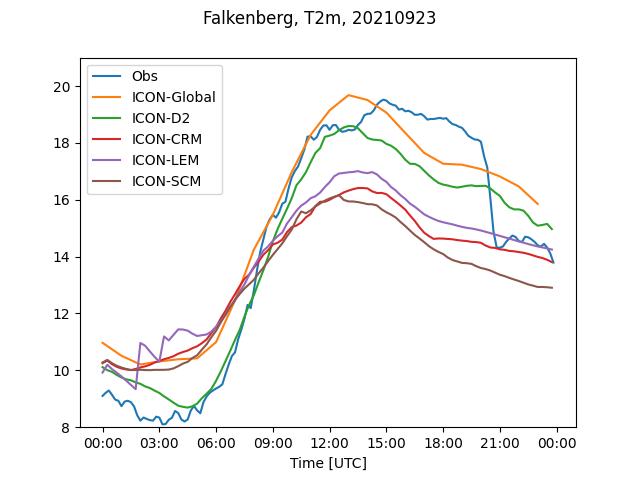 Falkenberg, T2m, 20210923
Obs
ICON-Global
ICON-D2
ICON-CRM
ICON-LEM
ICON-SCM
20
18
16
14
12
10
8
00:00 03:00 06:00 09:00 12:00 15:00 18:00 21:00 00:00
Time [UTC]